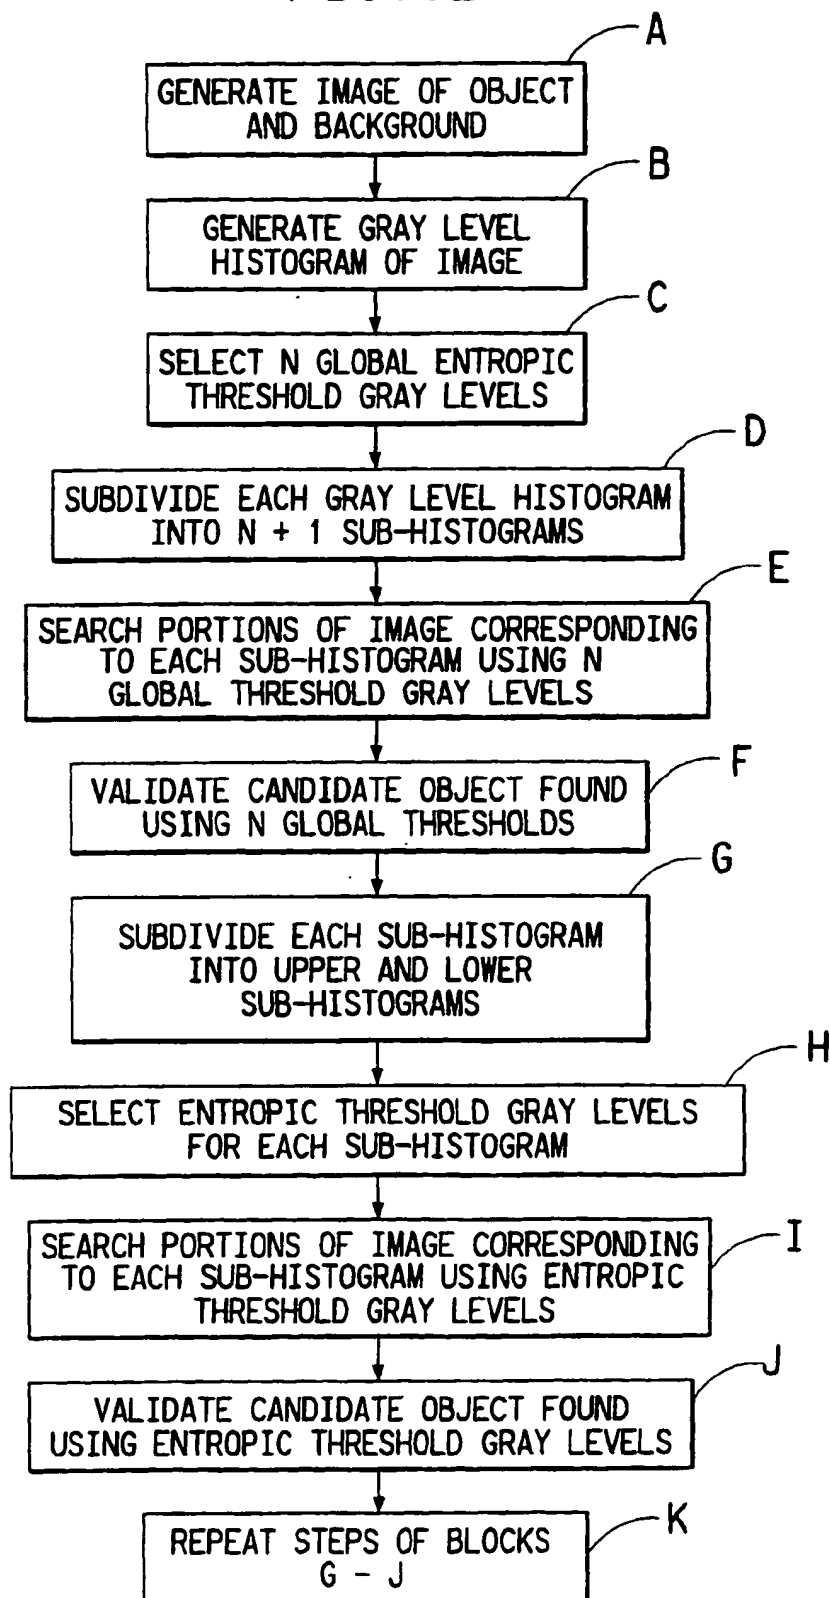 A
GENERATE IMAGE OF OBJECT
AND BACKGROUND
B
GENERATE GRAY LEVEL
HISTOGRAM OF IMAGE
C
SELECT N GLOBAL ENTROPIC
THRESHOLD GRAY LEVELS
D
SUBDIVIDE EACH GRAY LEVEL HISTOGRAM
INTO N + 1 SUB-HISTOGRAMS
E
SEARCH PORTIONS OF IMAGE CORRESPONDING
TO EACH SUB-HISTOGRAM USING N
GLOBAL THRESHOLD GRAY LEVELS
F
VALIDATE CANDIDATE OBJECT FOUND
USING N GLOBAL THRESHOLDS
G
SUBDIVIDE EACH SUB-HISTOGRAM
INTO UPPER AND LOWER
SUB-HISTOGRAMS
H
SELECT ENTROPIC THRESHOLD GRAY LEVELS
FOR EACH SUB-HISTOGRAM
I
SEARCH PORTIONS OF IMAGE CORRESPONDING
TO EACH SUB-HISTOGRAM USING ENTROPIC
THRESHOLD GRAY LEVELS
J
VALIDATE CANDIDATE OBJECT FOUND
USING ENTROPIC THRESHOLD GRAY LEVELS
K
REPEAT STEPS OF BLOCKS
G - J